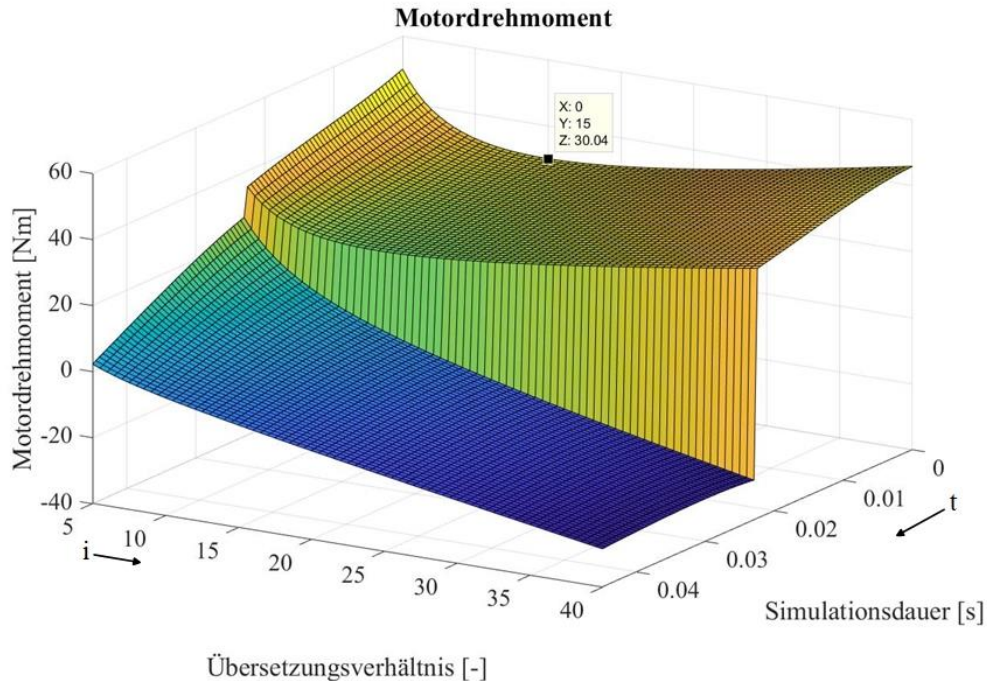 Motordrehmoment
X: 0
Y: 15
Z: 30.04
Motordrehmoment [Nm]
60
40
20
0
-20
-40
5
10
15
20
25
30
35
40
i
Übersetzungsverhältnis [-]
0
0.01
0.02
0.03
0.04
t
Simulationsdauer [s]